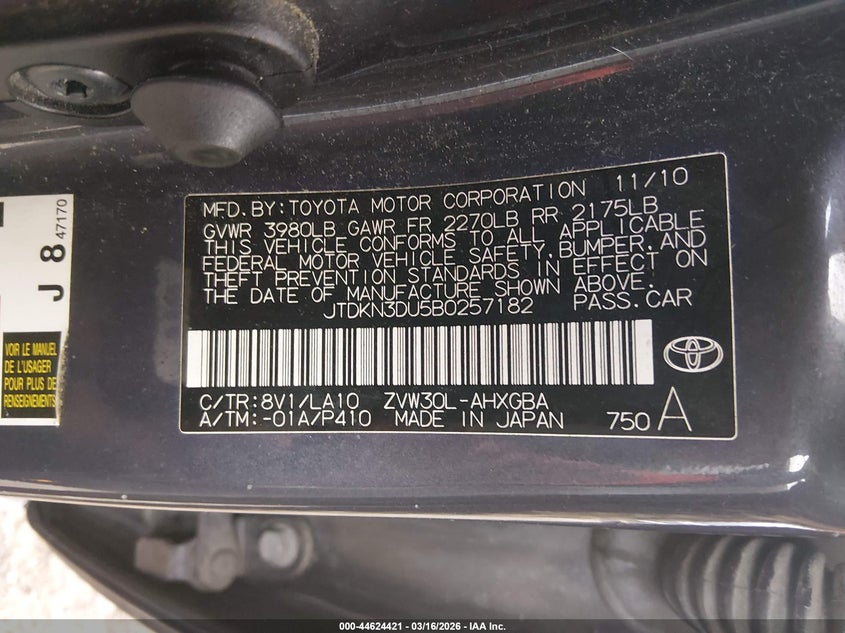 MFD.BY:TOYOTA MOTOR CORPORATION 11/10
GVWR 3980LB GAWR FR 2270LB RR 2175LB
THIS VEHICLE CONFORMS TO ALL APPLICABLE
FEDERAL MOTOR VEHICLE SAFETY,BUMPER,AND
THEFT PREVENTION STANDARDS IN EFFECT ON
THE DATE OF MANUFACTURE SHOWN ABOVE.
JTDKN3DU5B0257182 PASS.CAR
C/TR:8V1/LA10 ZVW30L-AHXGBA
A/TM:-01A/P410 MADE IN JAPAN 750 A
J 8 47170
VOIR LE MANUEL
DE L'USAGER
POUR PLUS DE
RENSEIGNEMENTS
000-44624421 - 03/16/2026 - IAA Inc.